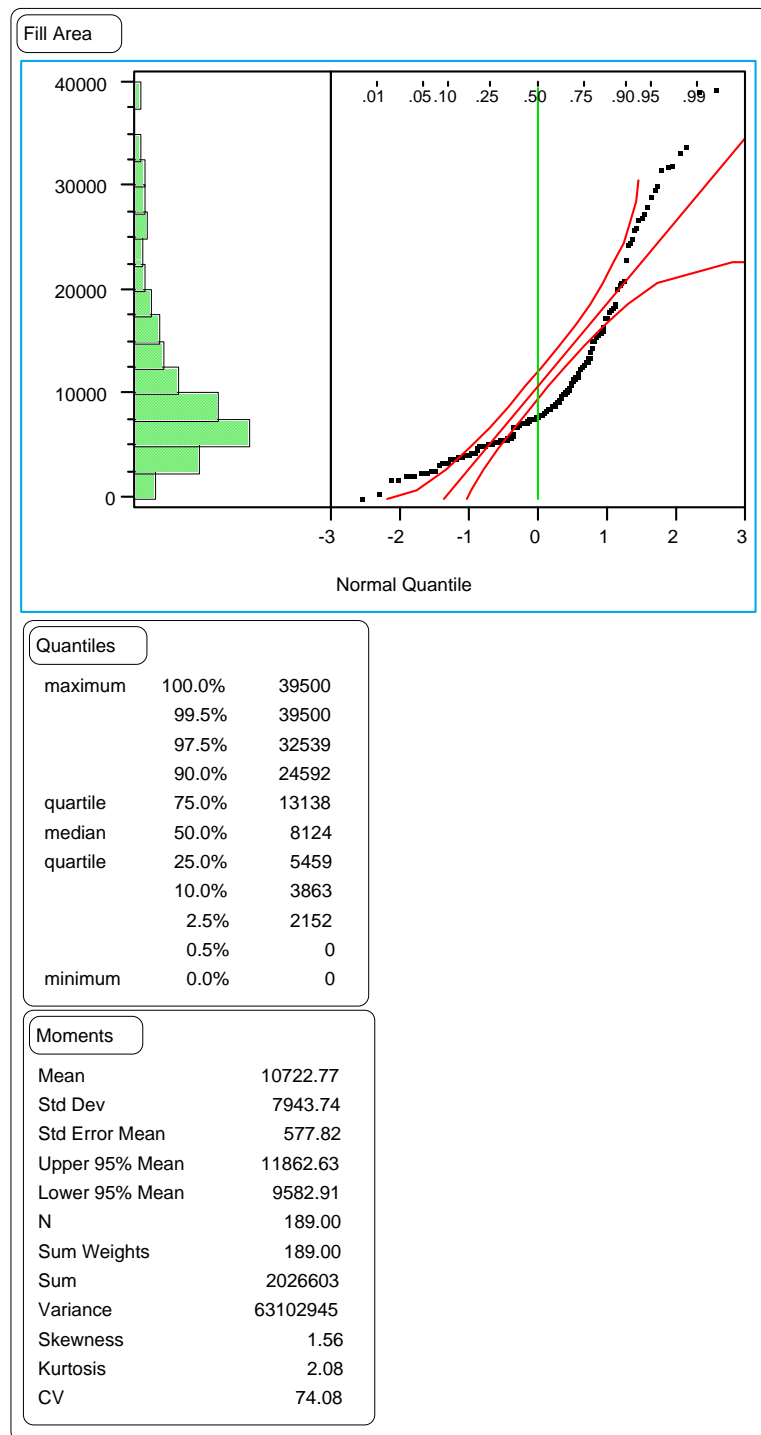 Fill Area
40000
30000
20000
10000
0
.01 .05 .10 .25 .50 .75 .90 .95 .99
-3 -2 -1 0 1 2 3
Normal Quantile
Quantiles
maximum 100.0% 39500
99.5% 39500
97.5% 32539
90.0% 24592
quartile 75.0% 13138
median 50.0% 8124
quartile 25.0% 5459
10.0% 3863
2.5% 2152
0.5% 0
minimum 0.0% 0
Moments
Mean 10722.77
Std Dev 7943.74
Std Error Mean 577.82
Upper 95% Mean 11862.63
Lower 95% Mean 9582.91
N 189.00
Sum Weights 189.00
Sum 2026603
Variance 63102945
Skewness 1.56
Kurtosis 2.08
CV 74.08